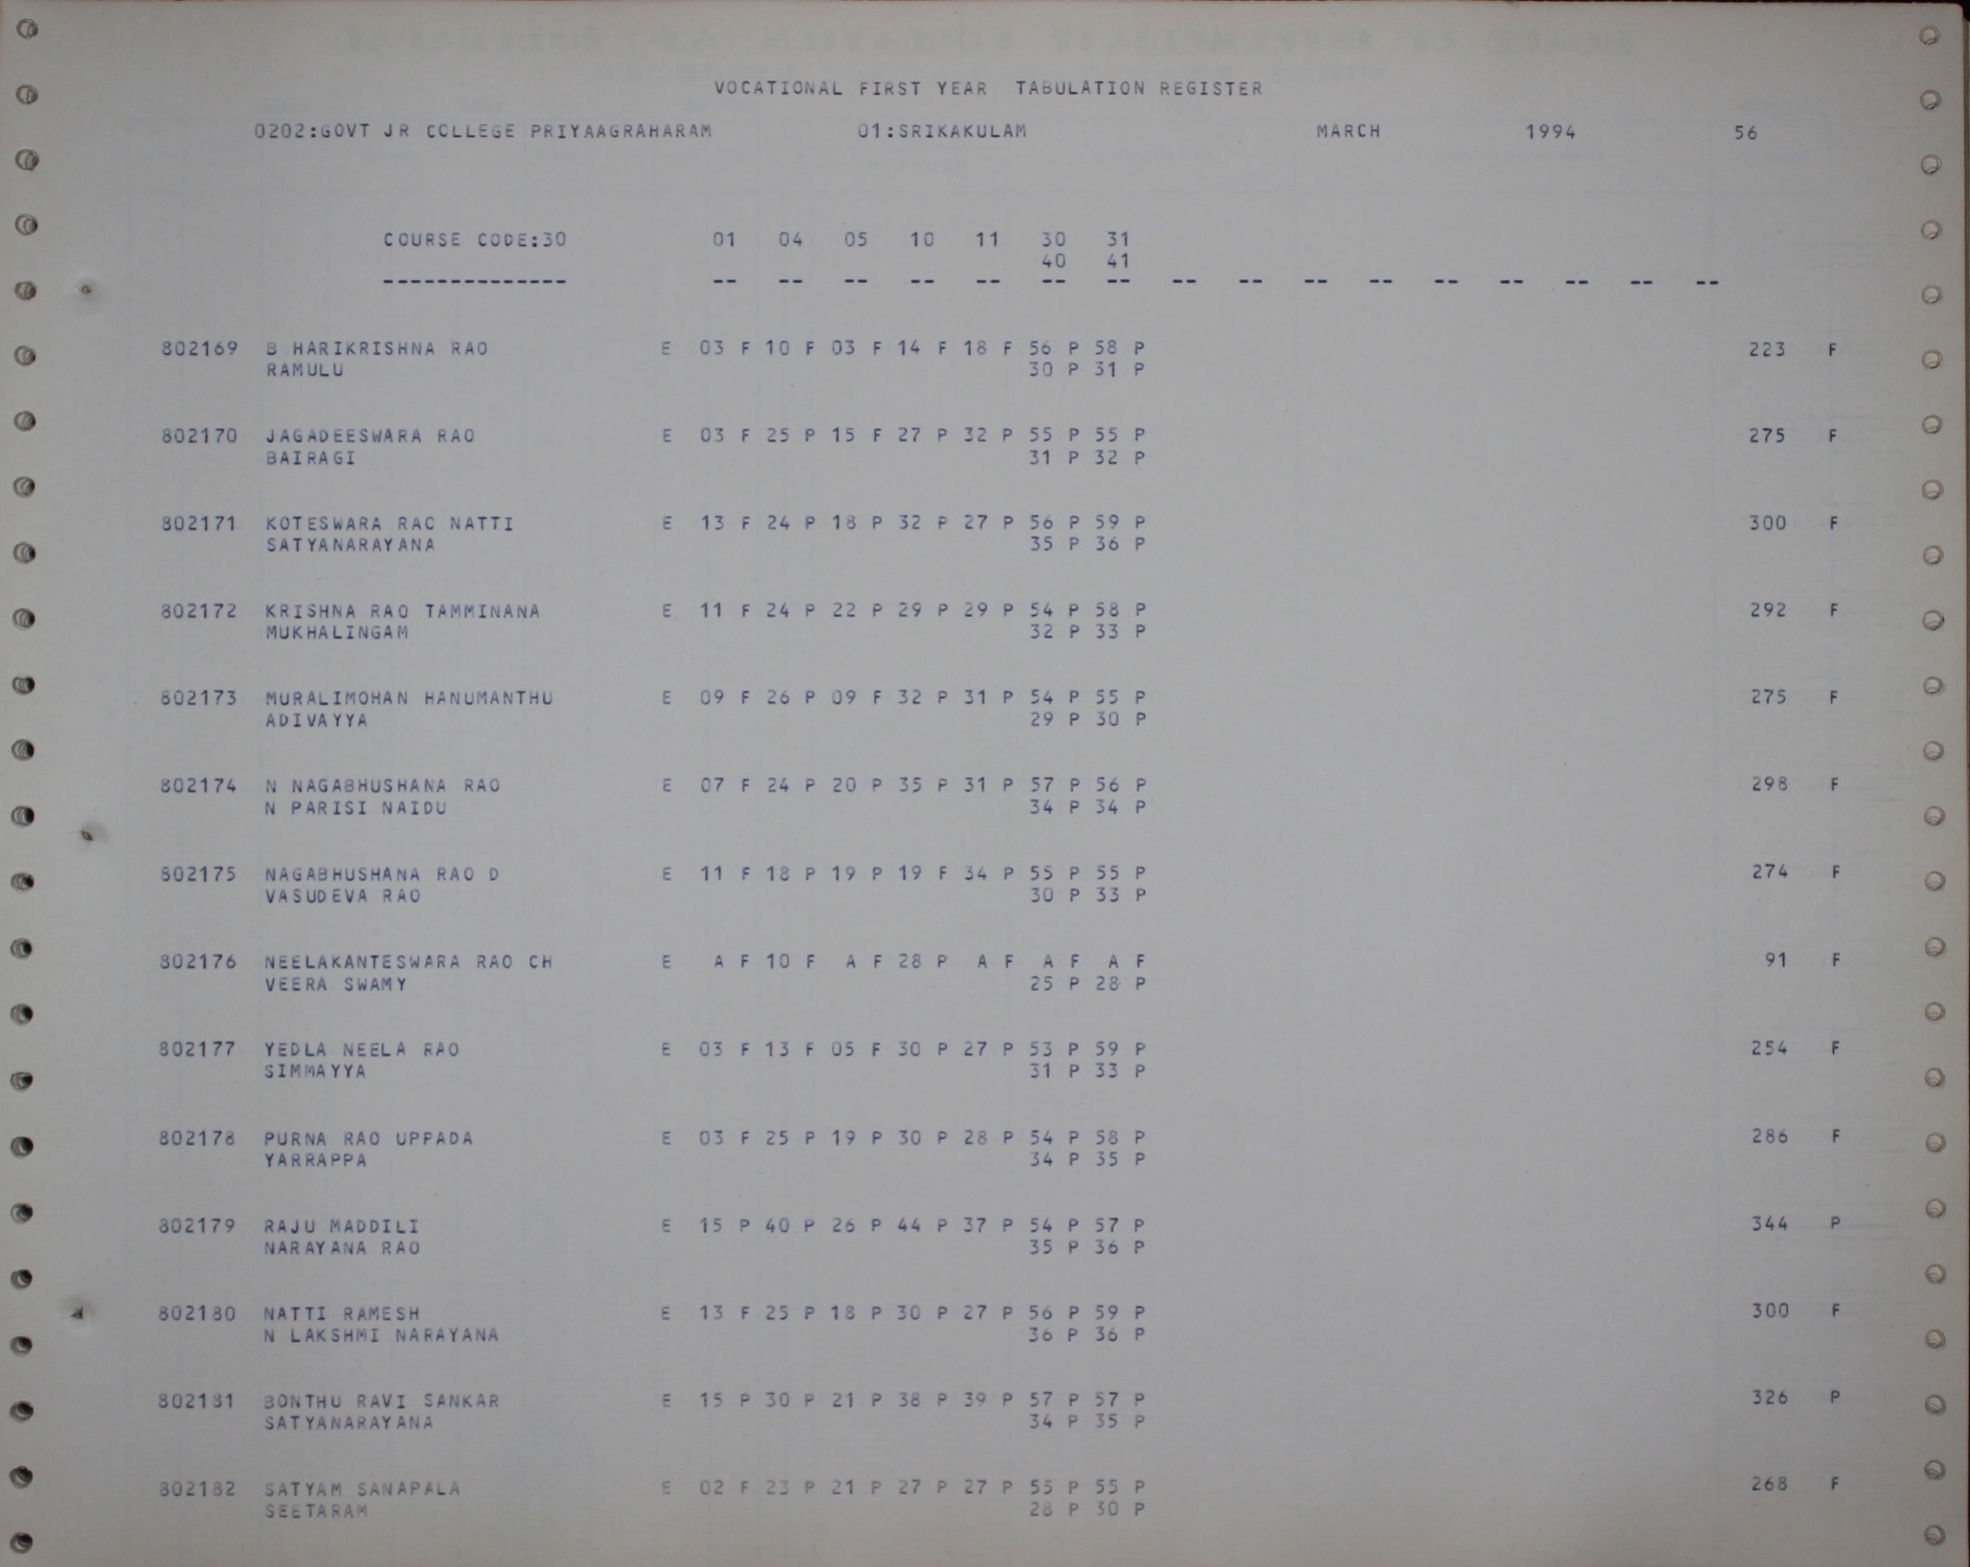 VOCATIONAL FIRST YEAR TABULATION REGISTER
0202:GOVT JR COLLEGE PRIYAAGRAHARAM 01:SRIKAKULAM MARCH 1994 56
COURSE CODE:30 01 04 05 10 11 30 31
40 41
-------------- -- -- -- -- -- -- -- -- -- -- -- -- -- -- -- --
802169 B HARIKRISHNA RAO E 03 F 10 F 03 F 14 F 18 F 56 P 58 P 223 F
RAMULU 30 P 31 P
802170 JAGADEESWARA RAO E 03 F 25 P 15 F 27 P 32 P 55 P 55 P 275 F
BAIRAGI 31 P 32 P
802171 KOTESWARA RAO NATTI E 13 F 24 P 18 P 32 P 27 P 56 P 59 P 300 F
SATYANARAYANA 35 P 36 P
802172 KRISHNA RAO TAMMINANA E 11 F 24 P 22 P 29 P 29 P 54 P 58 P 292 F
MUKHALINGAM 32 P 33 P
802173 MURALIMOHAN HANUMANTHU E 09 F 26 P 09 F 32 P 31 P 54 P 55 P 275 F
ADIVAYYA 29 P 30 P
802174 N NAGABHUSHANA RAO E 07 F 24 P 20 P 35 P 31 P 57 P 56 P 298 F
N PARISI NAIDU 34 P 34 P
802175 NAGABHUSHANA RAO D E 11 F 18 P 19 P 19 F 34 P 55 P 55 P 274 F
VASUDEVA RAO 30 P 33 P
802176 NEELAKANTESWARA RAO CH E A F 10 F A F 28 P A F A F A F 91 F
VEERA SWAMY 25 P 28 P
802177 YEDLA NEELA RAO E 03 F 13 F 05 F 30 P 27 P 53 P 59 P 254 F
SIMMAYYA 31 P 33 P
802178 PURNA RAO UPPADA E 03 F 25 P 19 P 30 P 28 P 54 P 58 P 286 F
YARRAPPA 34 P 35 P
802179 RAJU MADDILI E 15 P 40 P 26 P 44 P 37 P 54 P 57 P 344 P
NARAYANA RAO 35 P 36 P
802180 NATTI RAMESH E 13 F 25 P 18 P 30 P 27 P 56 P 59 P 300 F
N LAKSHMI NARAYANA 36 P 36 P
802181 BONTHU RAVI SANKAR E 15 P 30 P 21 P 38 P 39 P 57 P 57 P 326 P
SATYANARAYANA 34 P 35 P
802182 SATYAM SANAPALA E 02 F 23 P 21 P 27 P 27 P 55 P 55 P 268 F
SEETARAM 28 P 30 P